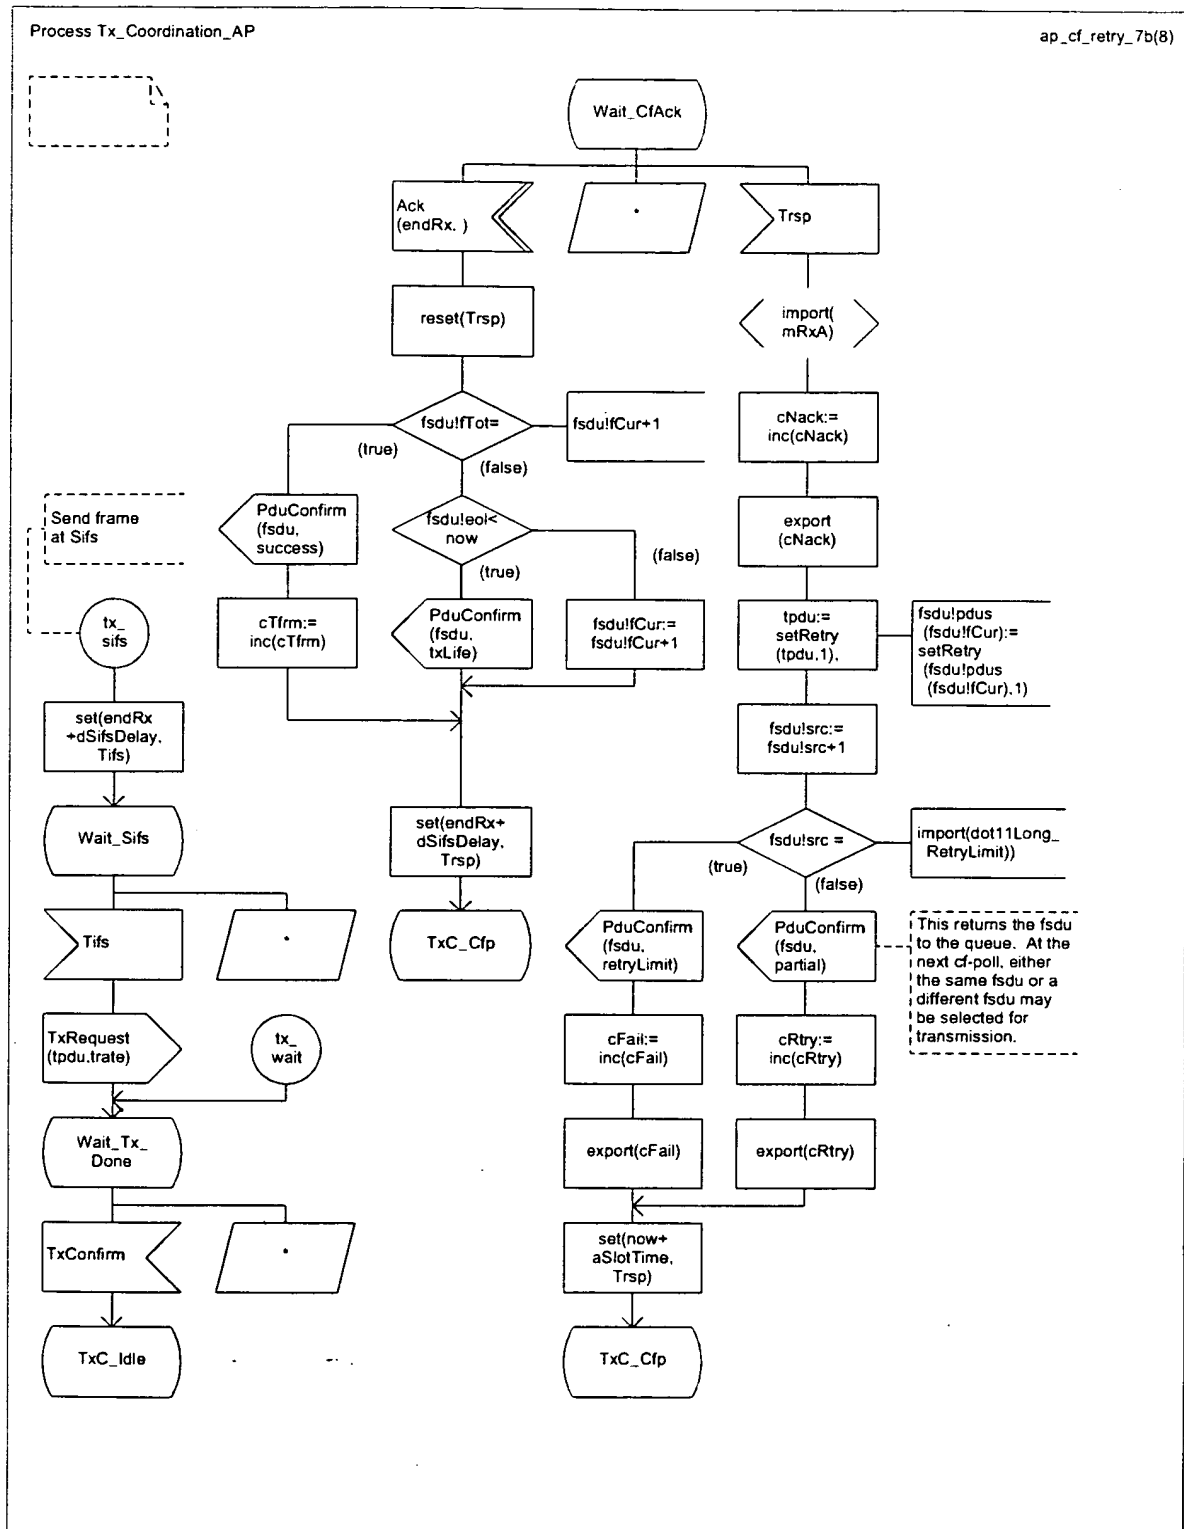 Process Tx_Coordination_AP
ap_cf_retry_7b(8)
Wait_CfAck
Ack
(endRx, )
*
Trsp
reset(Trsp)
import(
mRxA)
fsdu!fTot=
fsdu!fCur+1
(true)
(false)
cNack:=
inc(cNack)
Send frame
at Sifs
PduConfirm
(fsdu,
success)
fsdu!eol<
now
(true)
(false)
export
(cNack)
tx_
sifs
cTfrm:=
inc(cTfrm)
PduConfirm
(fsdu,
txLife)
fsdu!fCur:=
fsdu!fCur+1
tpdu:=
setRetry
(tpdu,1),
fsdu!pdus
(fsdu!fCur):=
setRetry
(fsdu!pdus
(fsdu!fCur),1)
set(endRx
+dSifsDelay,
Tifs)
fsdu!src:=
fsdu!src+1
Wait_Sifs
set(endRx+
dSifsDelay,
Trsp)
fsdu!src =
import(dot11Long_
RetryLimit))
(true)
(false)
Tifs
*
TxC_Cfp
PduConfirm
(fsdu,
retryLimit)
PduConfirm
(fsdu,
partial)
This returns the fsdu
to the queue. At the
next cf-poll, either
the same fsdu or a
different fsdu may
be selected for
transmission.
TxRequest
(tpdu,trate)
tx_
wait
cFail:=
inc(cFail)
cRtry:=
inc(cRtry)
Wait_Tx_
Done
export(cFail)
export(cRtry)
TxConfirm
*
set(now+
aSlotTime,
Trsp)
TxC_Idle
TxC_Cfp